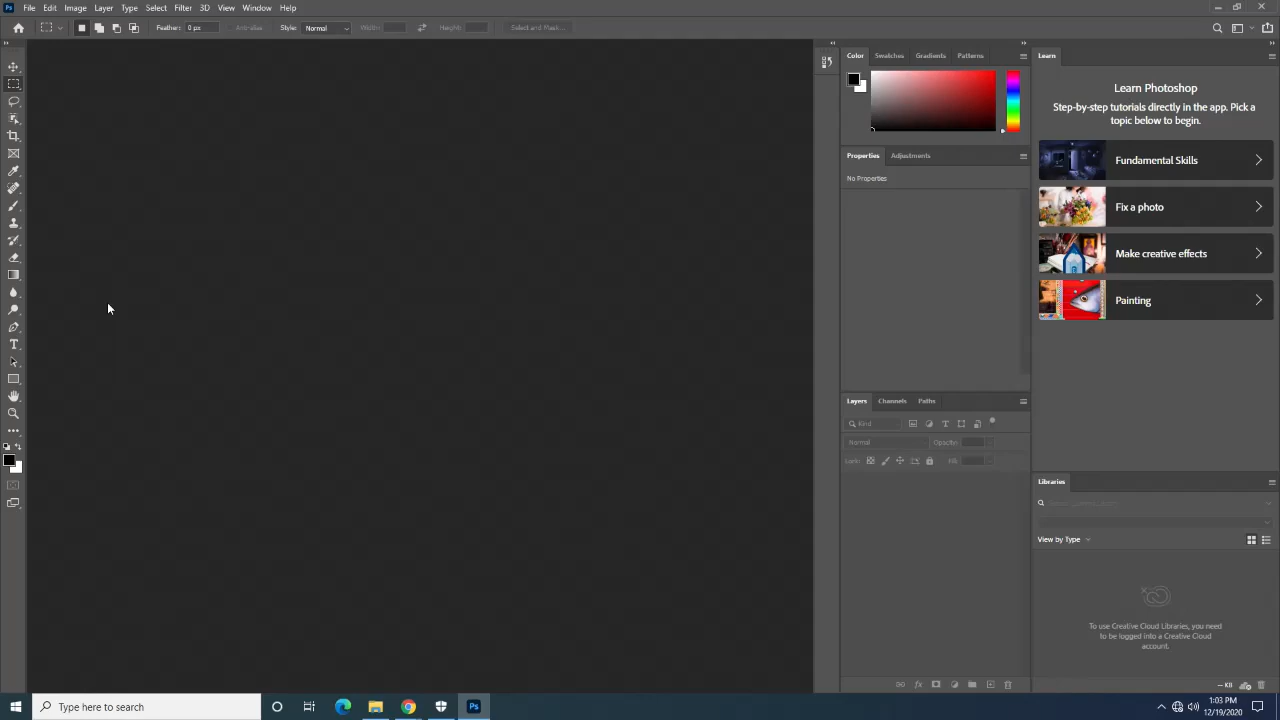 Ps File Edit Image Layer Type Select Filter 3D View Window Help
Feather: 0 px Anti-alias Style: Normal Width: Height: Select and Mask...
Color Swatches Gradients Patterns
Learn
Learn Photoshop
Step-by-step tutorials directly in the app. Pick a
topic below to begin.
Fundamental Skills
Fix a photo
Make creative effects
Painting
Properties Adjustments
No Properties
Layers Channels Paths
Kind
Normal Opacity:
Lock: Fill:
Libraries
View by Type
To use Creative Cloud Libraries, you need
to be logged into a Creative Cloud
account.
-- KB
Type here to search
Ps
1:03 PM
12/19/2020